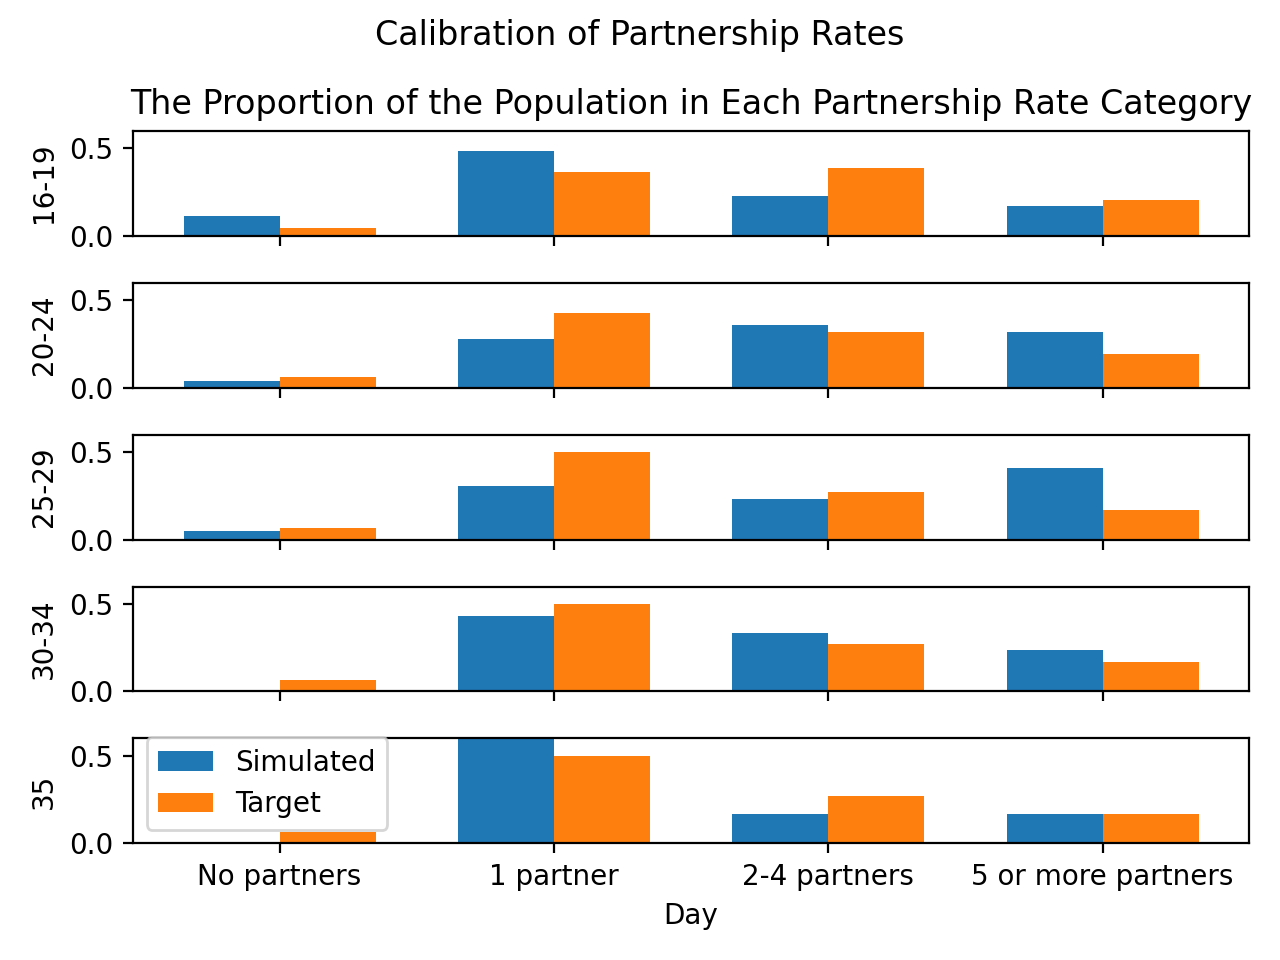 Calibration of Partnership Rates
The Proportion of the Population in Each Partnership Rate Category
16-19
0.5
0.0
20-24
0.5
0.0
25-29
0.5
0.0
30-34
0.5
0.0
35
0.5
0.0
Simulated
Target
No partners 1 partner 2-4 partners 5 or more partners
Day